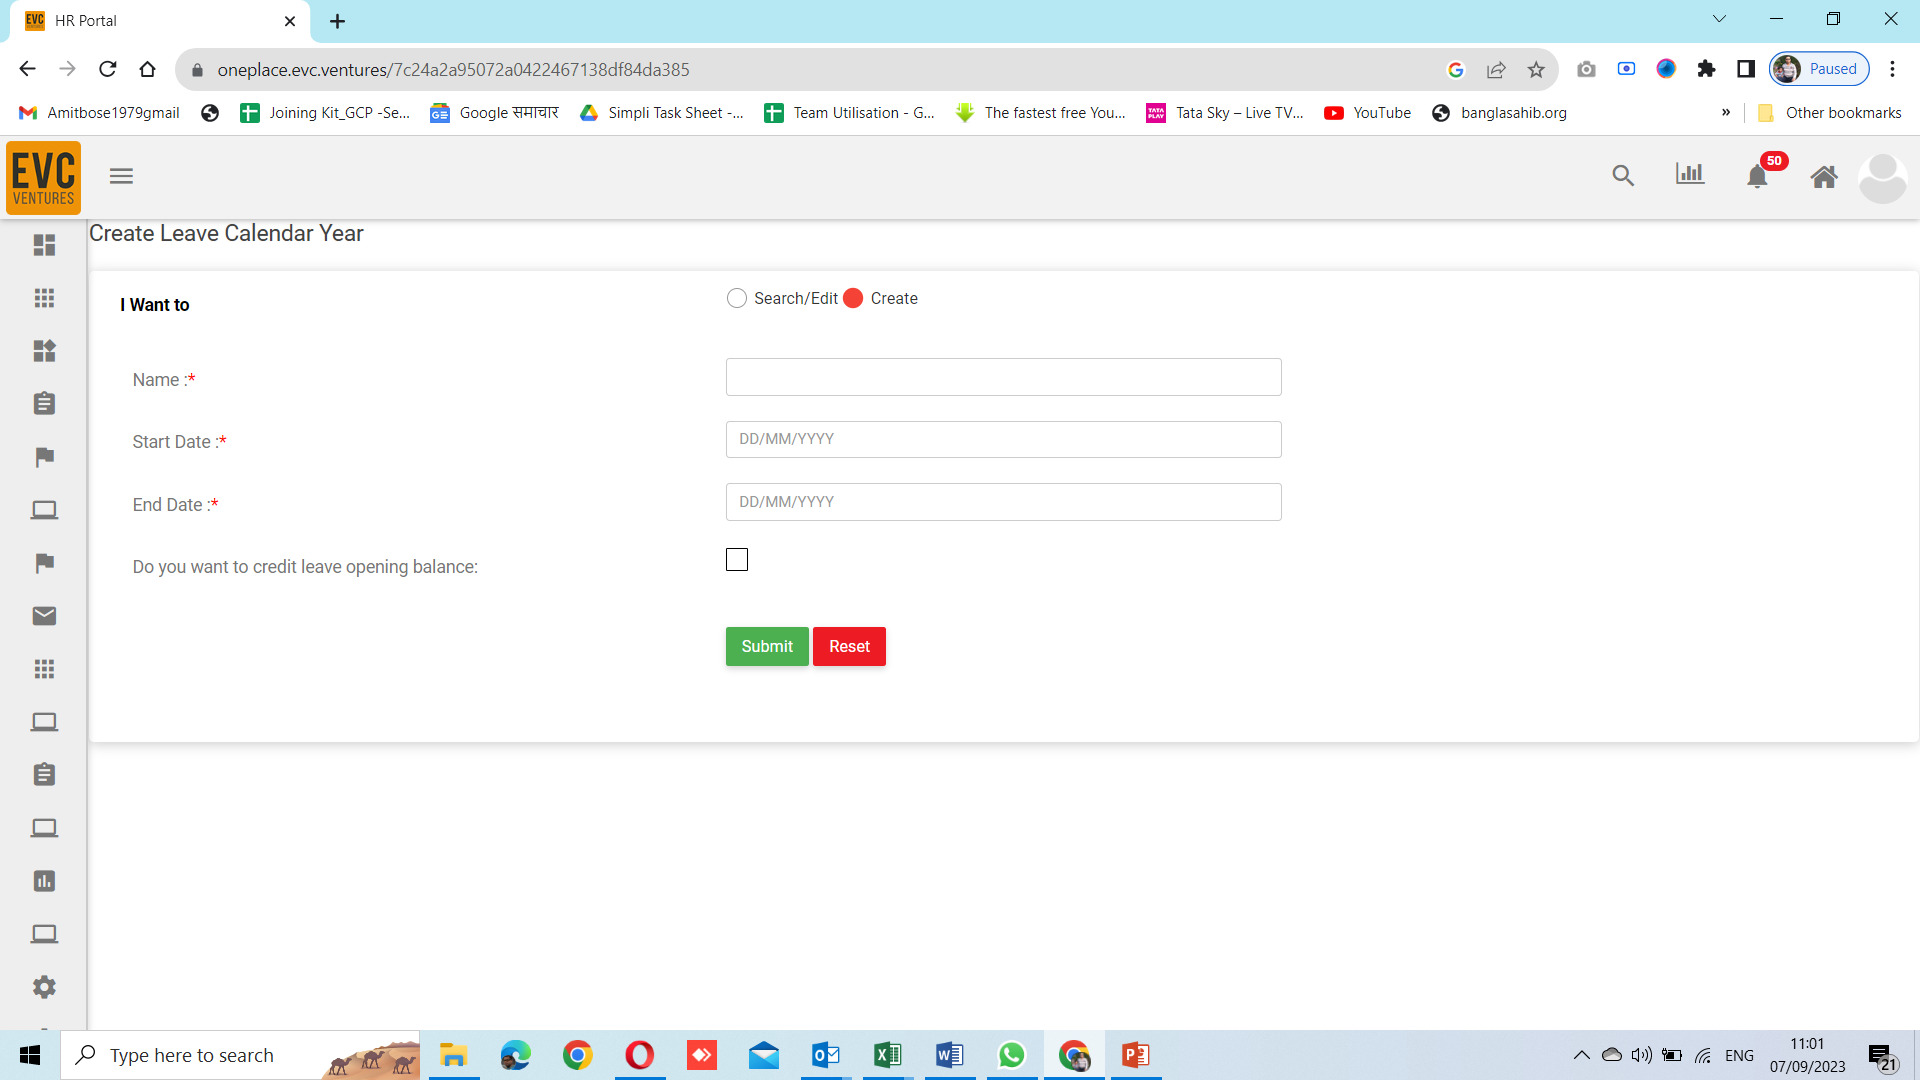 EVC HR Portal
oneplace.evc.ventures/7c24a2a95072a0422467138df84da385
Paused
Amitbose1979gmail
Joining Kit_GCP -Se...
Google समाचार
Simpli Task Sheet -...
Team Utilisation - G...
The fastest free You...
TATA PLAY Tata Sky – Live TV...
YouTube
banglasahib.org
»
Other bookmarks
EVC
VENTURES
50
Create Leave Calendar Year
I Want to
Search/Edit Create
Name :*
Start Date :*
DD/MM/YYYY
End Date :*
DD/MM/YYYY
Do you want to credit leave opening balance:
Submit Reset
Type here to search
ENG
11:01
07/09/2023
21